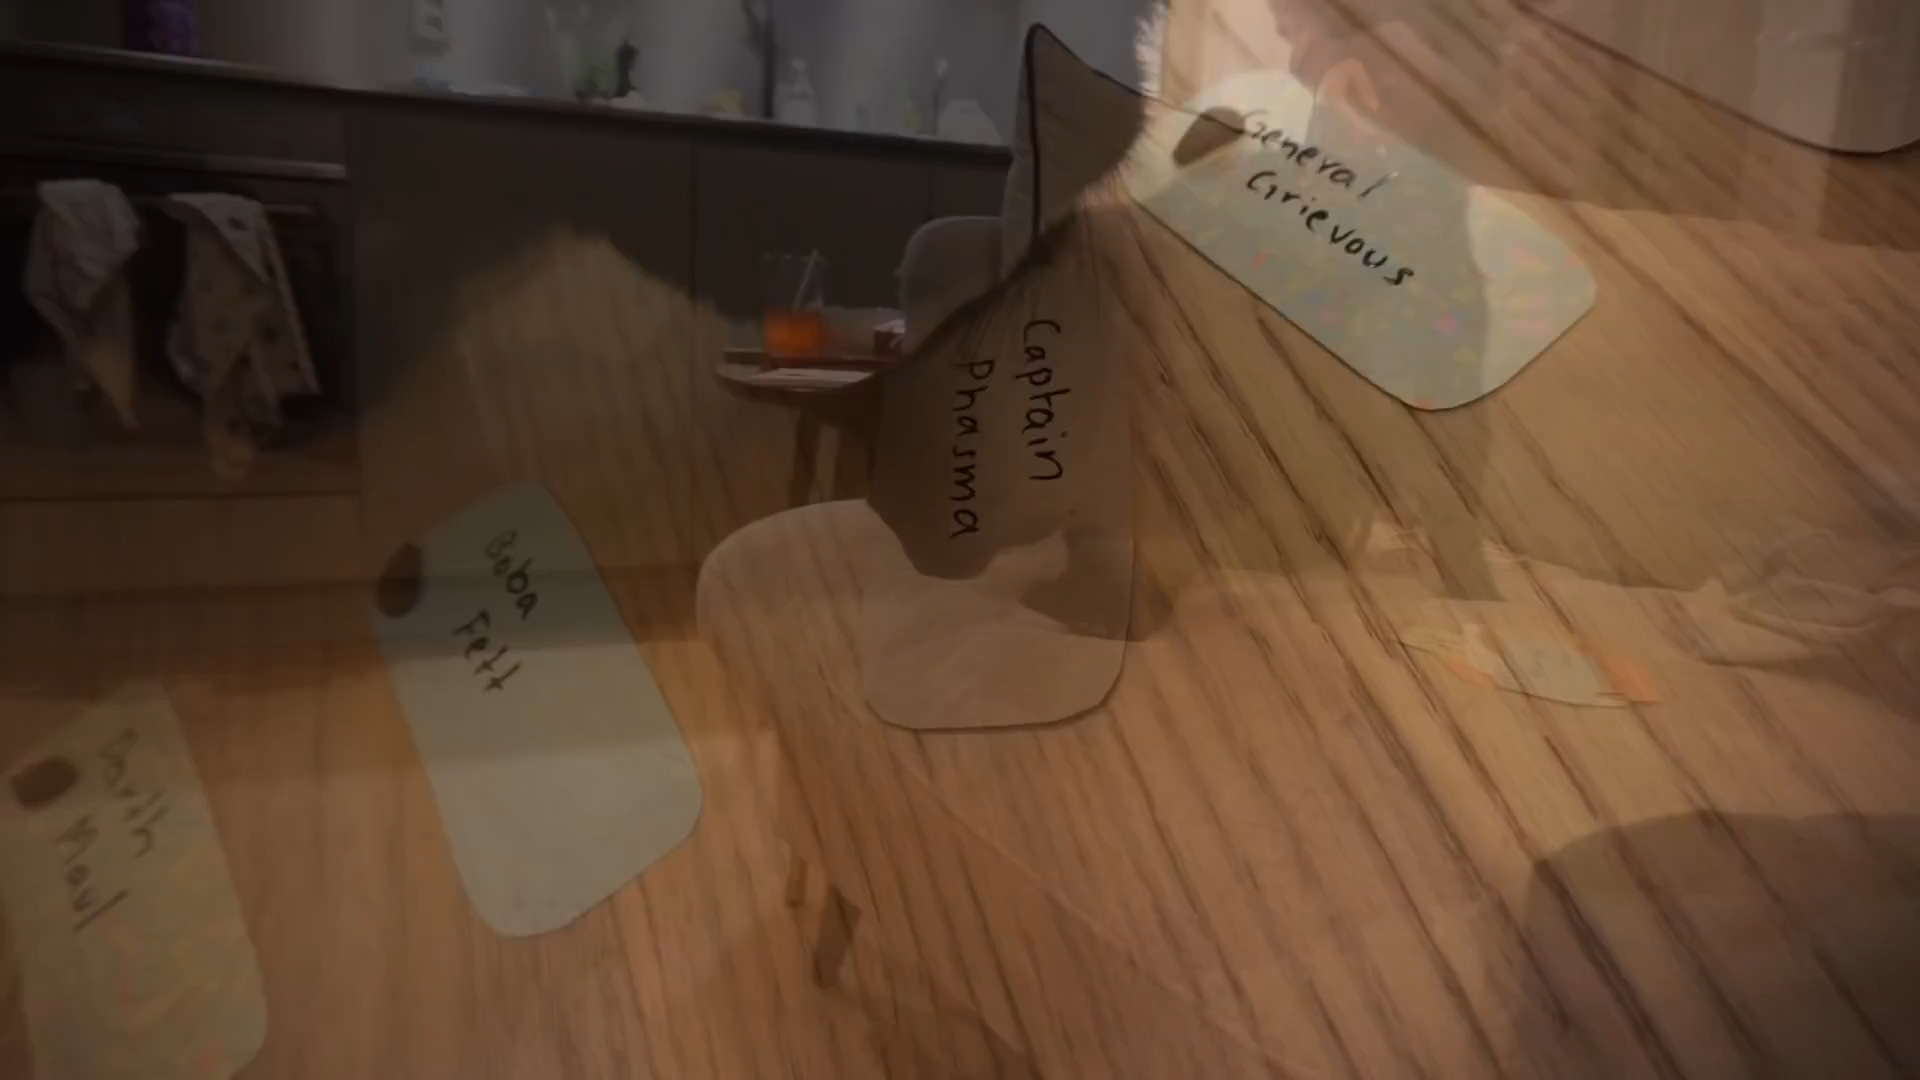 General
Grievous
Captain
Phasma
Boba
Fett
Darth
Maul